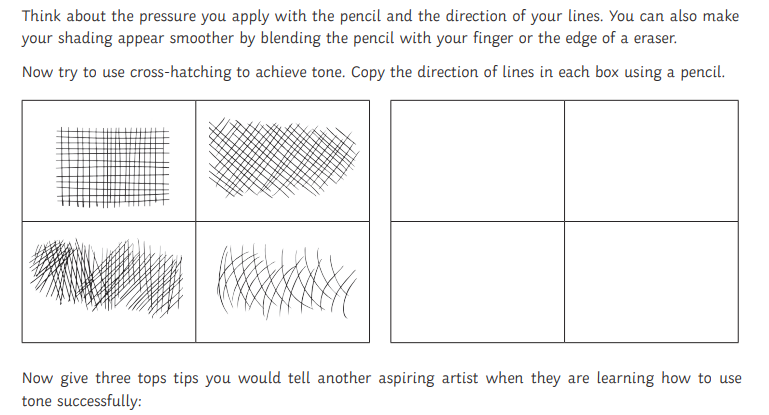 Think about the pressure you apply with the pencil and the direction of your lines. You can also make
your shading appear smoother by blending the pencil with your finger or the edge of a eraser.
Now try to use cross-hatching to achieve tone. Copy the direction of lines in each box using a pencil.
Now give three tops tips you would tell another aspiring artist when they are learning how to use
tone successfully: